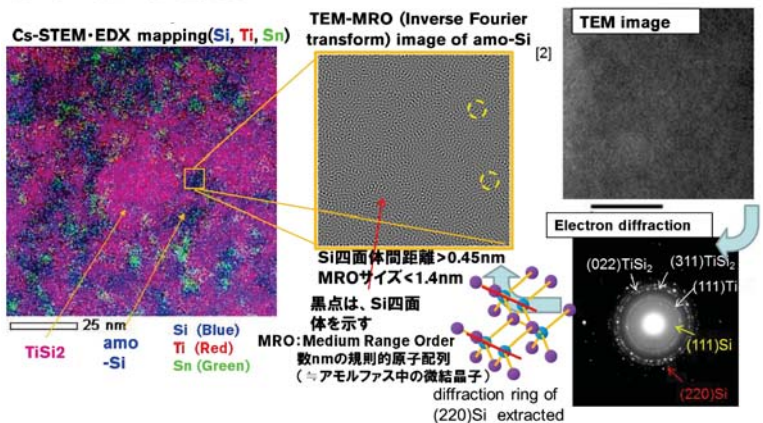 Cs-STEM・EDX mapping(Si, Ti, Sn)
TiSi2
amo
-Si
25 nm
Si (Blue)
Ti (Red)
Sn (Green)
TEM-MRO (Inverse Fourier
transform) image of amo-Si
[2]
Si四面体間距離>0.45nm
MROサイズ<1.4nm
黒点は、Si四面
体を示す
MRO:Medium Range Order
数nmの規則的原子配列
(≒アモルファス中の微結晶子)
diffraction ring of
(220)Si extracted
TEM image
Electron diffraction
(022)TiSi₂
(311)TiSi₂
(111)Ti
(111)Si
(220)Si